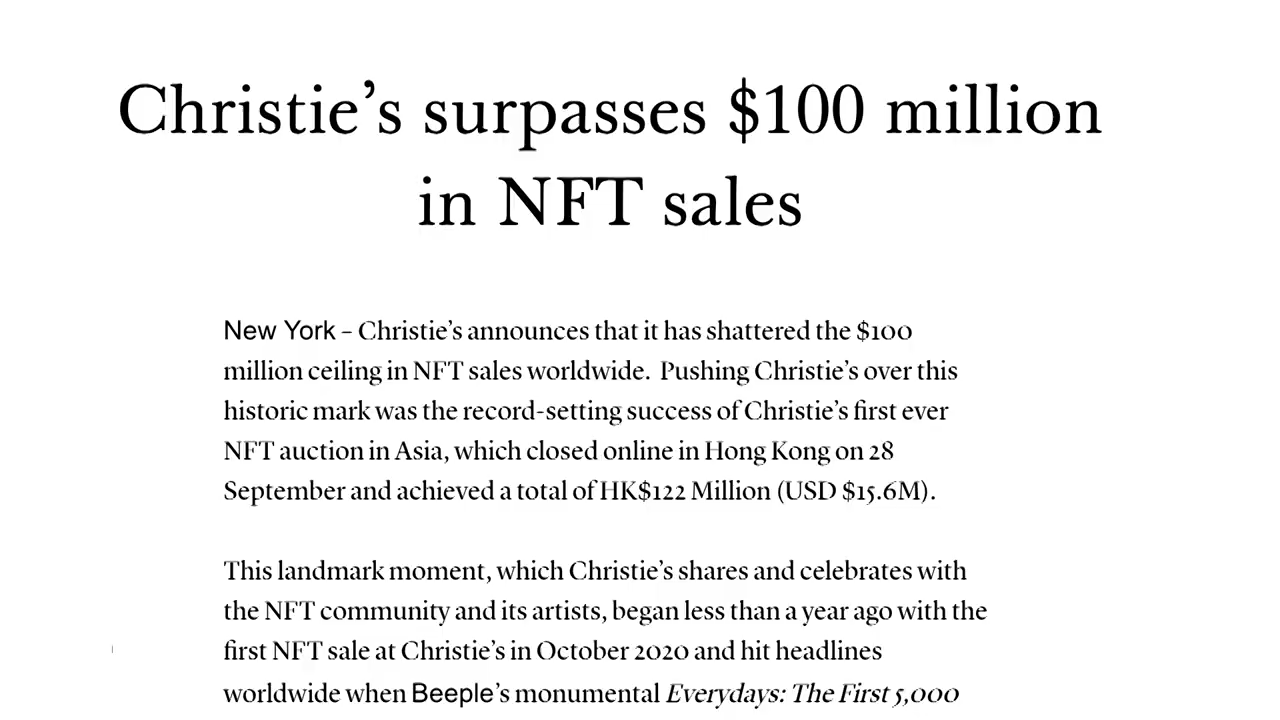 Christie’s surpasses $100 million
in NFT sales
New York – Christie’s announces that it has shattered the $100
million ceiling in NFT sales worldwide.  Pushing Christie’s over this
historic mark was the record-setting success of Christie’s first ever
NFT auction in Asia, which closed online in Hong Kong on 28
September and achieved a total of HK$122 Million (USD $15.6M).
This landmark moment, which Christie’s shares and celebrates with
the NFT community and its artists, began less than a year ago with the
first NFT sale at Christie’s in October 2020 and hit headlines
worldwide when Beeple’s monumental Everydays: The First 5,000